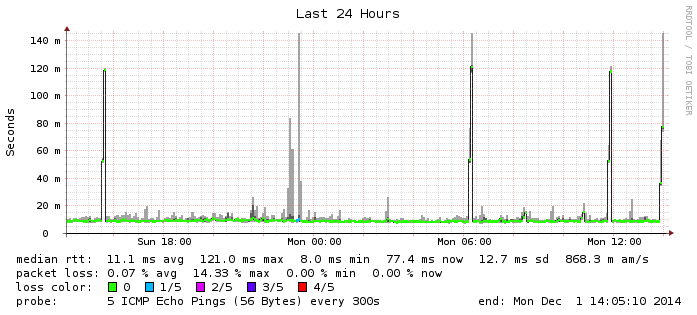 Last 24 Hours
RRDTOOL / TOBI OETIKER
Seconds
140 m
120 m
100 m
80 m
60 m
40 m
20 m
0
Sun 18:00 Mon 00:00 Mon 06:00 Mon 12:00
median rtt: 11.1 ms avg 121.0 ms max 8.0 ms min 77.4 ms now 12.7 ms sd 868.3 m am/s
packet loss: 0.07 % avg 14.33 % max 0.00 % min 0.00 % now
loss color: 0 1/5 2/5 3/5 4/5
probe: 5 ICMP Echo Pings (56 Bytes) every 300s end: Mon Dec 1 14:05:10 2014